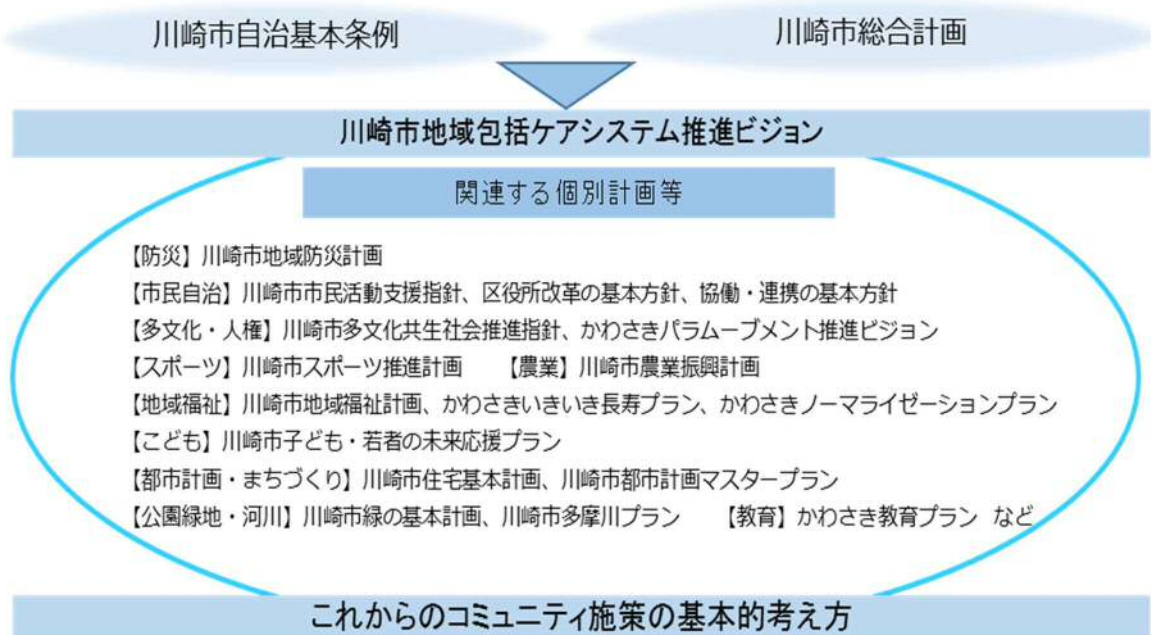 川崎市自治基本条例
川崎市総合計画
川崎市地域包括ケアシステム推進ビジョン
関連する個別計画等
【防災】川崎市地域防災計画
【市民自治】川崎市市民活動支援指針、区役所改革の基本方針、協働・連携の基本方針
【多文化・人権】川崎市多文化共生社会推進指針、かわさきパラムーブメント推進ビジョン
【スポーツ】川崎市スポーツ推進計画　【農業】川崎市農業振興計画
【地域福祉】川崎市地域福祉計画、かわさきいきいき長寿プラン、かわさきノーマライゼーションプラン
【こども】川崎市子ども・若者の未来応援プラン
【都市計画・まちづくり】川崎市住宅基本計画、川崎市都市計画マスタープラン
【公園緑地・河川】川崎市緑の基本計画、川崎市多摩川プラン　【教育】かわさき教育プラン　など
これからのコミュニティ施策の基本的考え方